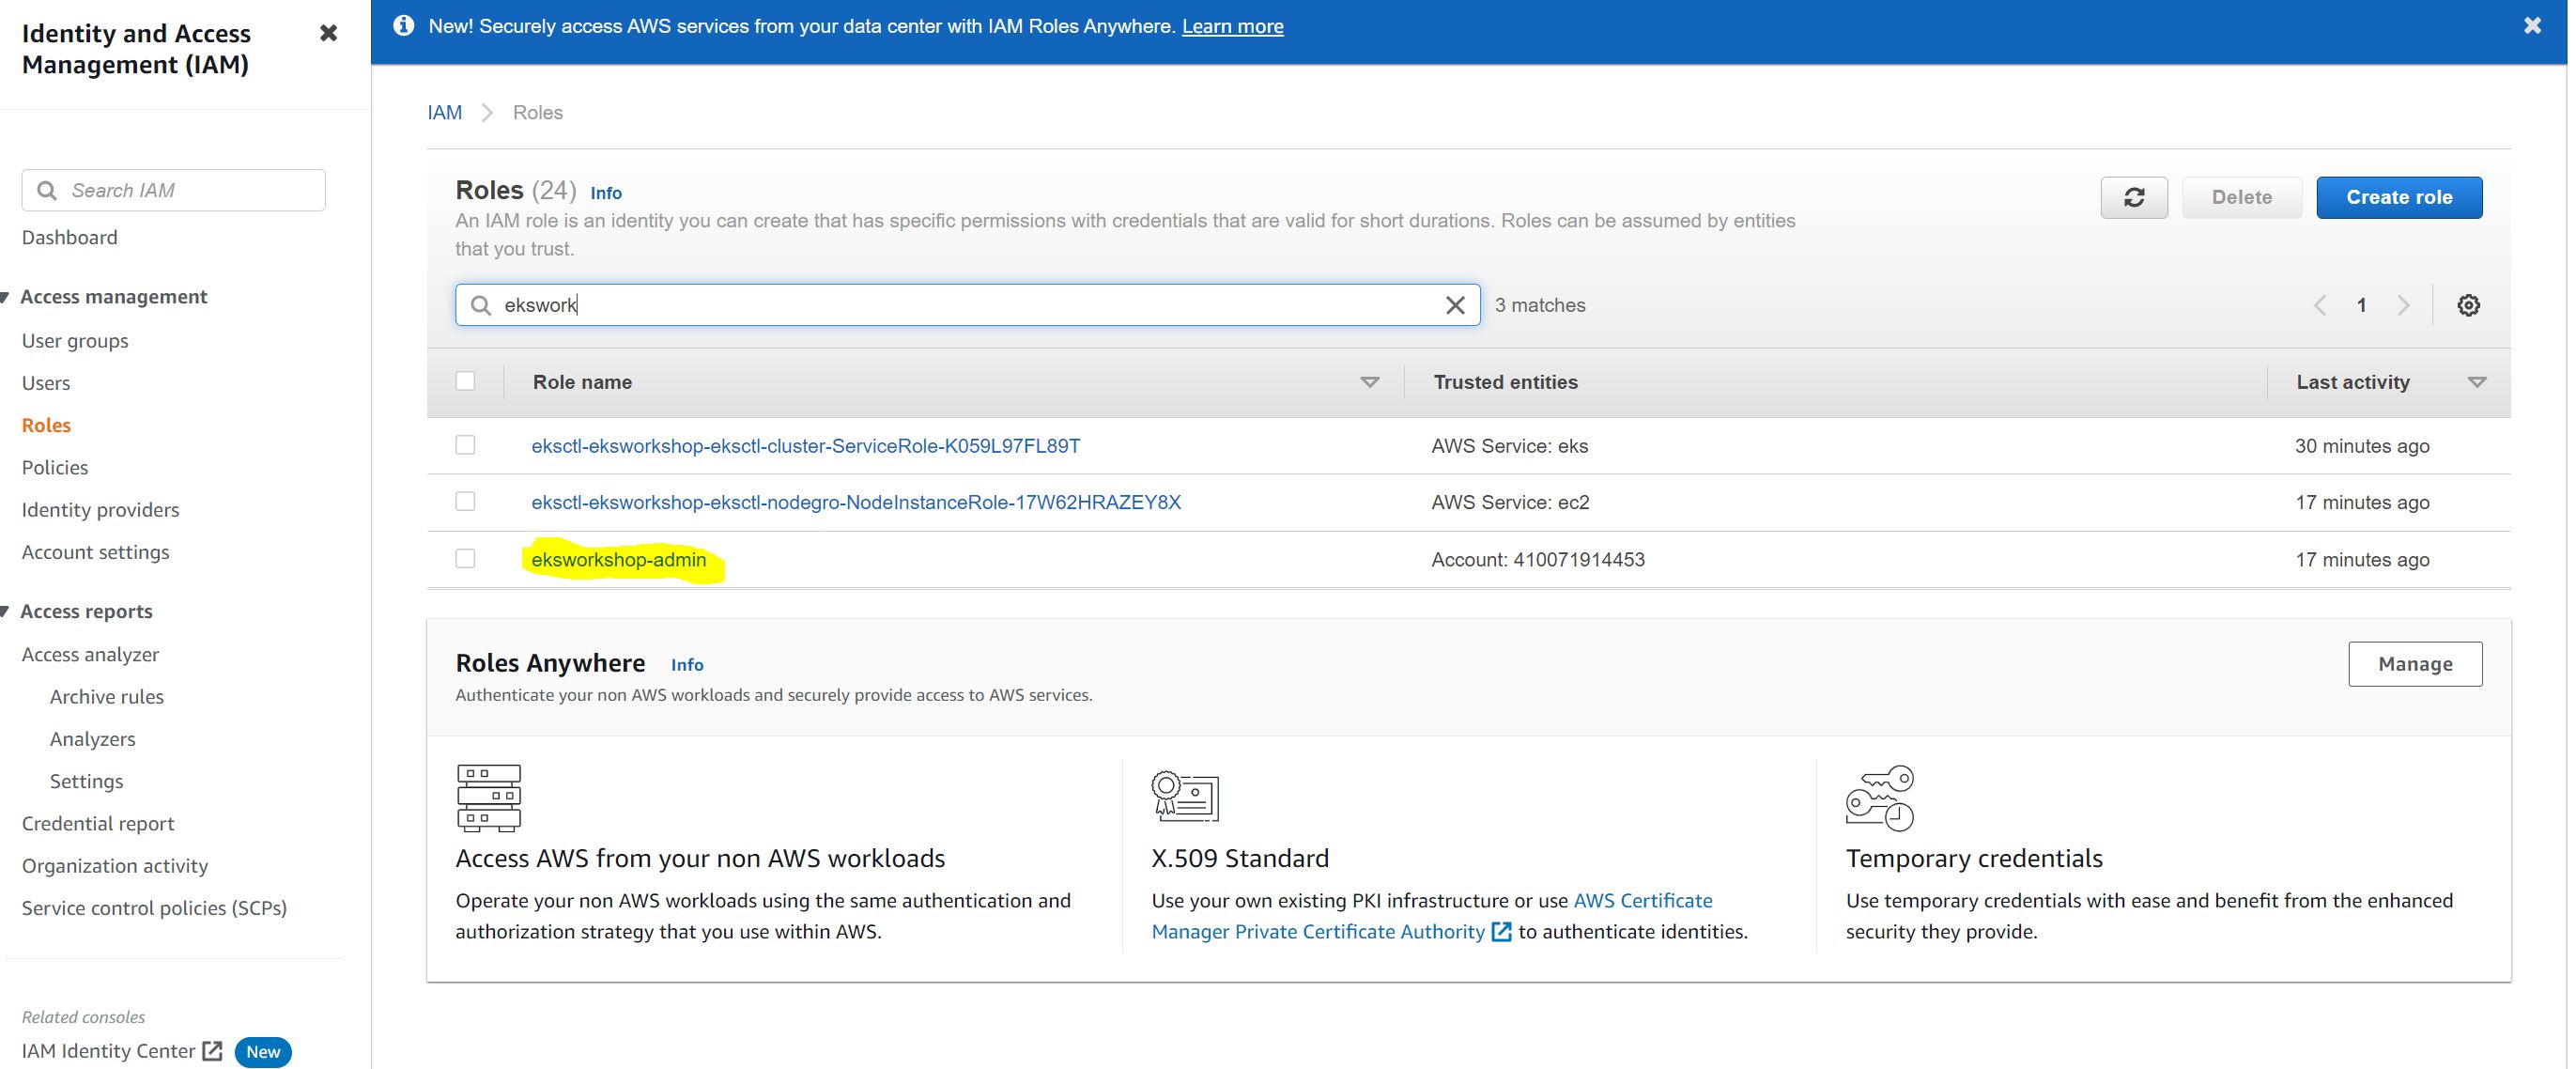 Identity and Access
Management (IAM)
Search IAM
Dashboard
Access management
User groups
Users
Roles
Policies
Identity providers
Account settings
Access reports
Access analyzer
Archive rules
Analyzers
Settings
Credential report
Organization activity
Service control policies (SCPs)
Related consoles
IAM Identity Center New
New! Securely access AWS services from your data center with IAM Roles Anywhere. Learn more
IAM Roles
Roles (24) Info
An IAM role is an identity you can create that has specific permissions with credentials that are valid for short durations. Roles can be assumed by entities
that you trust.
Delete
Create role
ekswork
3 matches
1
Role name Trusted entities Last activity
eksctl-eksworkshop-eksctl-cluster-ServiceRole-K059L97FL89T AWS Service: eks 30 minutes ago
eksctl-eksworkshop-eksctl-nodegro-NodeInstanceRole-17W62HRAZEY8X AWS Service: ec2 17 minutes ago
eksworkshop-admin Account: 410071914453 17 minutes ago
Roles Anywhere Info
Authenticate your non AWS workloads and securely provide access to AWS services.
Manage
Access AWS from your non AWS workloads
Operate your non AWS workloads using the same authentication and
authorization strategy that you use within AWS.
X.509 Standard
Use your own existing PKI infrastructure or use AWS Certificate
Manager Private Certificate Authority to authenticate identities.
Temporary credentials
Use temporary credentials with ease and benefit from the enhanced
security they provide.